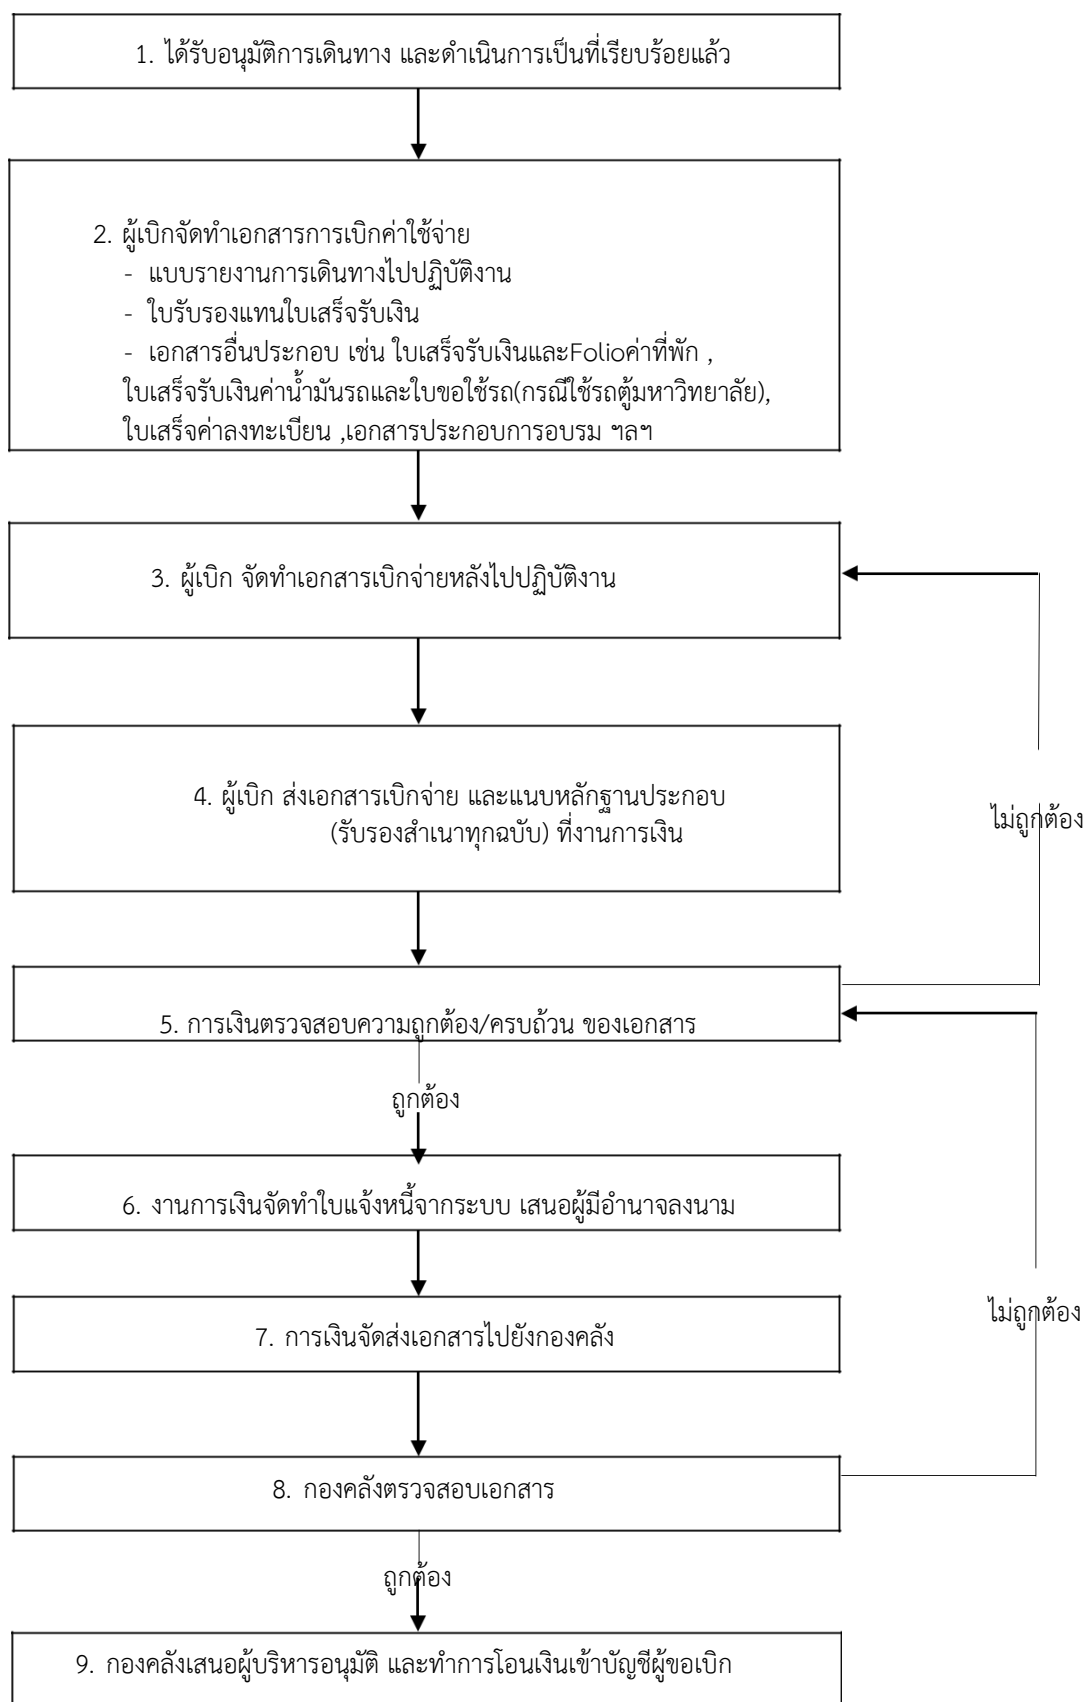 1. ได้รับอนุมัติการเดินทาง และดำเนินการเป็นที่เรียบร้อยแล้ว
2. ผู้เบิกจัดทำเอกสารการเบิกค่าใช้จ่าย
- แบบรายงานการเดินทางไปปฏิบัติงาน
- ใบรับรองแทนใบเสร็จรับเงิน
- เอกสารอื่นประกอบ เช่น ใบเสร็จรับเงินและFolioค่าที่พัก ,
ใบเสร็จรับเงินค่าน้ำมันรถและใบขอใช้รถ(กรณีใช้รถตู้มหาวิทยาลัย),
ใบเสร็จค่าลงทะเบียน ,เอกสารประกอบการอบรม ฯลฯ
3. ผู้เบิก จัดทำเอกสารเบิกจ่ายหลังไปปฏิบัติงาน
4. ผู้เบิก ส่งเอกสารเบิกจ่าย และแนบหลักฐานประกอบ
(รับรองสำเนาทุกฉบับ) ที่งานการเงิน
ไม่ถูกต้อง
5. การเงินตรวจสอบความถูกต้อง/ครบถ้วน ของเอกสาร
ถูกต้อง
6. งานการเงินจัดทำใบแจ้งหนี้จากระบบ เสนอผู้มีอำนาจลงนาม
ไม่ถูกต้อง
7. การเงินจัดส่งเอกสารไปยังกองคลัง
8. กองคลังตรวจสอบเอกสาร
ถูกต้อง
9. กองคลังเสนอผู้บริหารอนุมัติ และทำการโอนเงินเข้าบัญชีผู้ขอเบิก